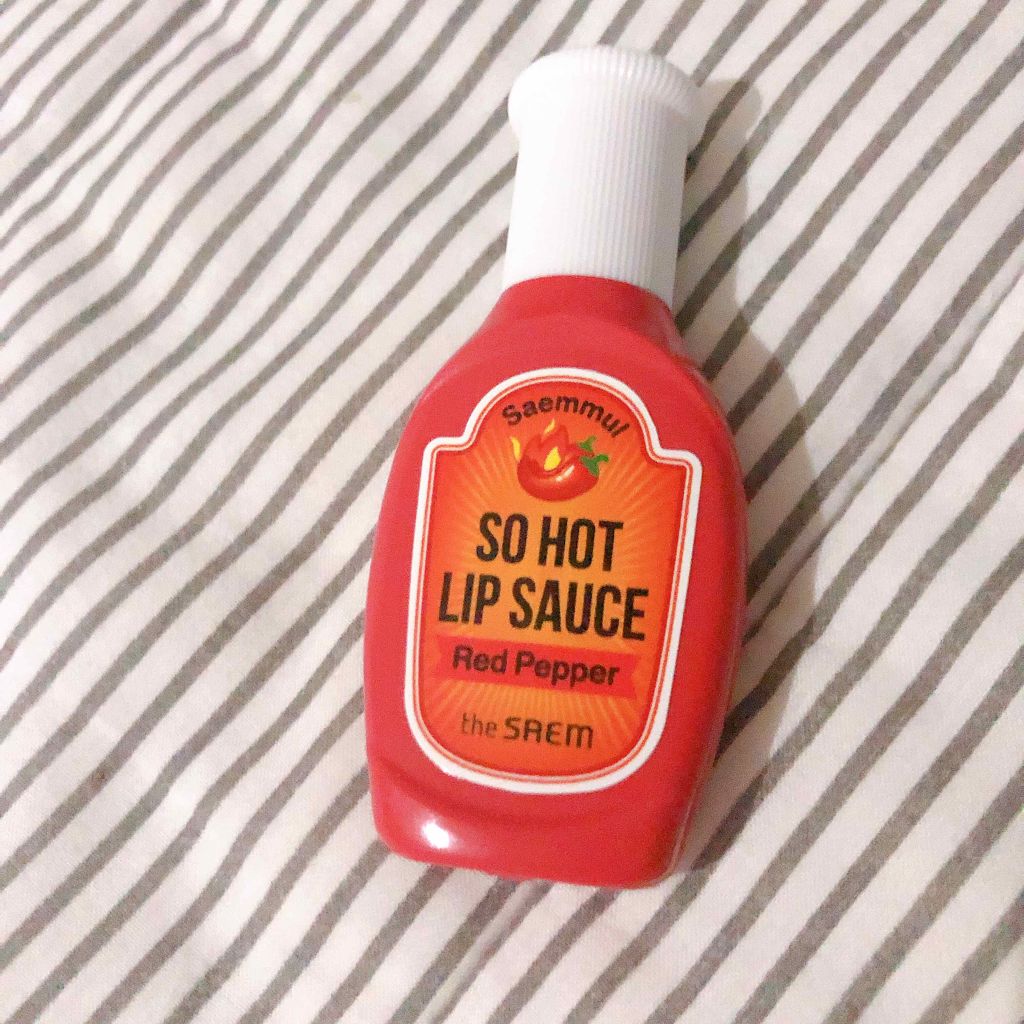 Saemmul
SO HOT
LIP SAUCE
Red Pepper
the SAEM